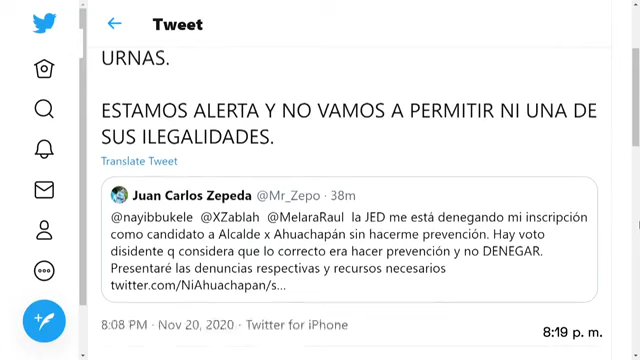 Tweet
URNAS.
ESTAMOS ALERTA Y NO VAMOS A PERMITIR NI UNA DE
SUS ILEGALIDADES.
Translate Tweet
Juan Carlos Zepeda @Mr_Zepo · 38m
@nayibbukele @XZablah @MelaraRaul la JED me está denegando mi inscripción
como candidato a Alcalde x Ahuachapán sin hacerme prevención. Hay voto
disidente q considera que lo correcto era hacer prevención y no DENEGAR.
Presentaré las denuncias respectivas y recursos necesarios
twitter.com/NiAhuachapan/s...
8:08 PM · Nov 20, 2020 · Twitter for iPhone
8:19 p. m.